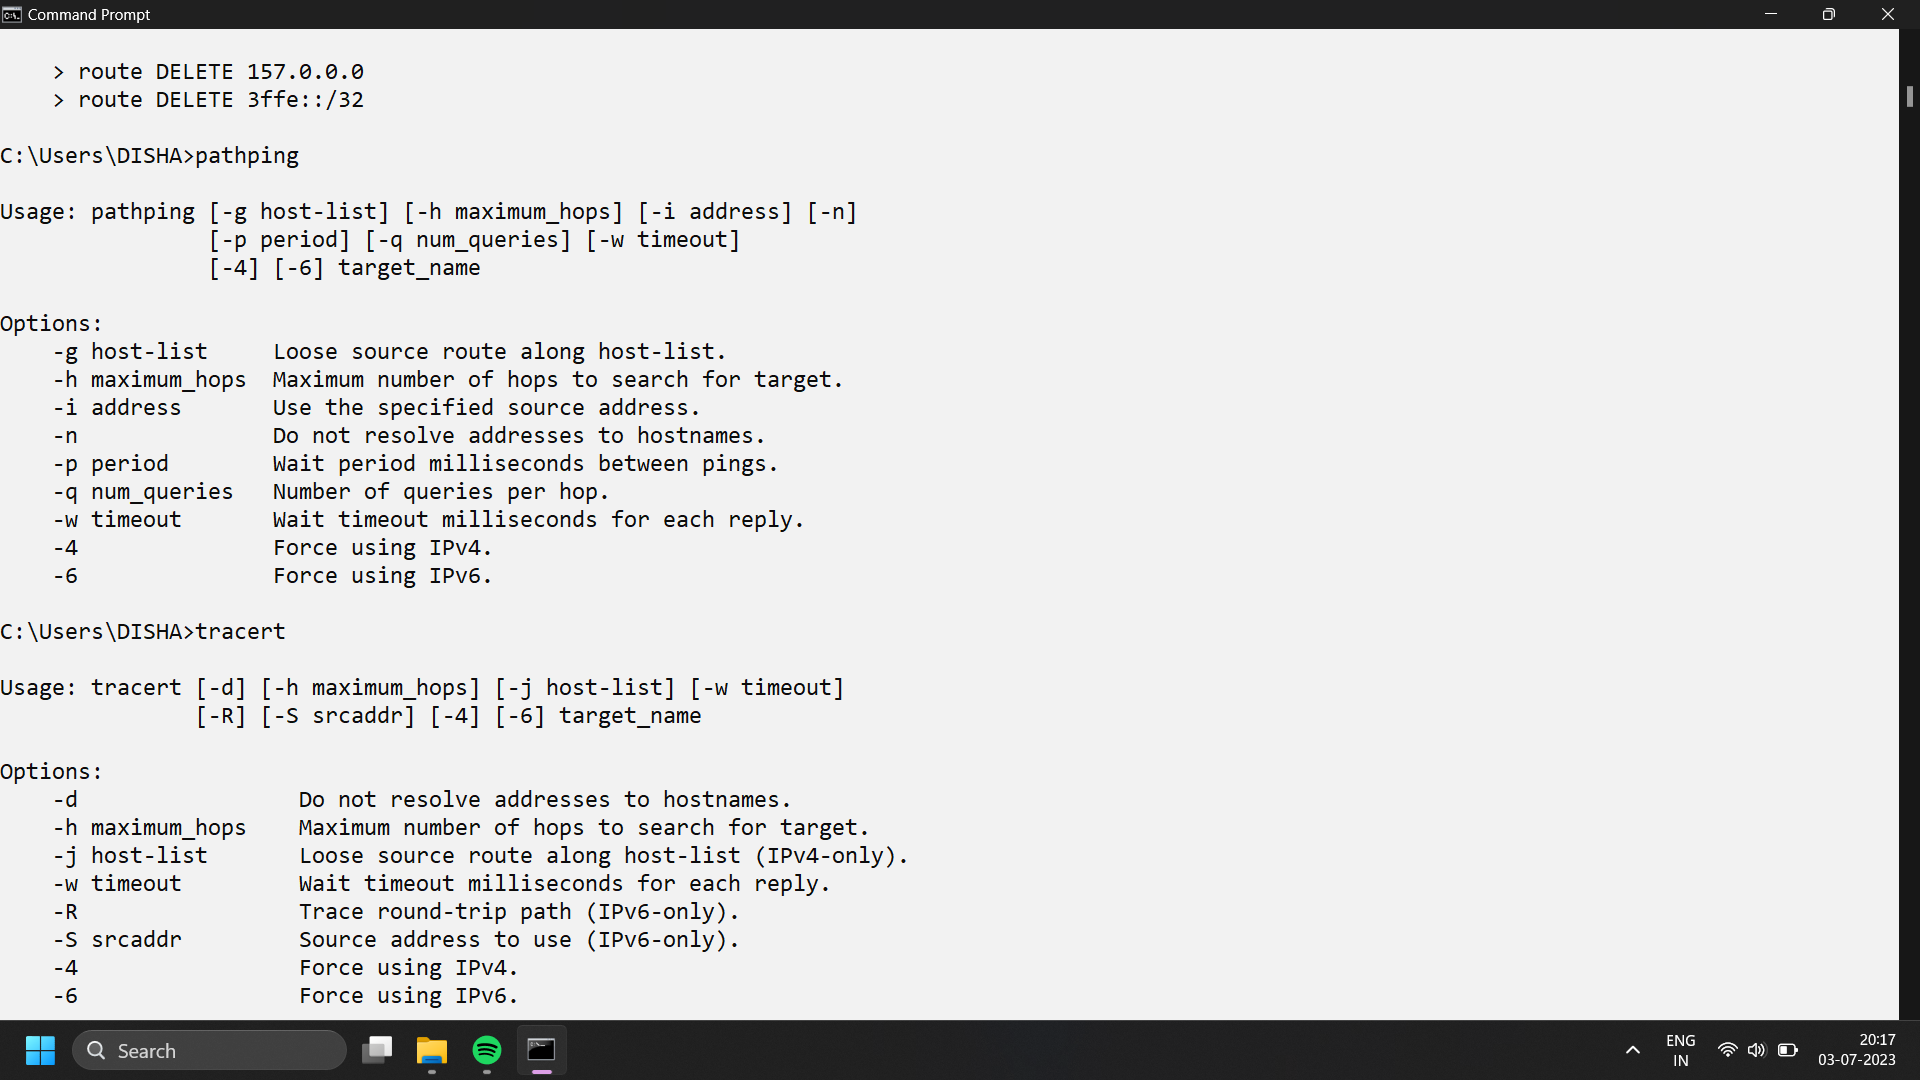 Command Prompt
> route DELETE 157.0.0.0
> route DELETE 3ffe::/32
C:\Users\DISHA>pathping
Usage: pathping [-g host-list] [-h maximum_hops] [-i address] [-n]
[-p period] [-q num_queries] [-w timeout]
[-4] [-6] target_name
Options:
-g host-list Loose source route along host-list.
-h maximum_hops Maximum number of hops to search for target.
-i address Use the specified source address.
-n Do not resolve addresses to hostnames.
-p period Wait period milliseconds between pings.
-q num_queries Number of queries per hop.
-w timeout Wait timeout milliseconds for each reply.
-4 Force using IPv4.
-6 Force using IPv6.
C:\Users\DISHA>tracert
Usage: tracert [-d] [-h maximum_hops] [-j host-list] [-w timeout]
[-R] [-S srcaddr] [-4] [-6] target_name
Options:
-d Do not resolve addresses to hostnames.
-h maximum_hops Maximum number of hops to search for target.
-j host-list Loose source route along host-list (IPv4-only).
-w timeout Wait timeout milliseconds for each reply.
-R Trace round-trip path (IPv6-only).
-S srcaddr Source address to use (IPv6-only).
-4 Force using IPv4.
-6 Force using IPv6.
Search
ENG
IN
20:17
03-07-2023